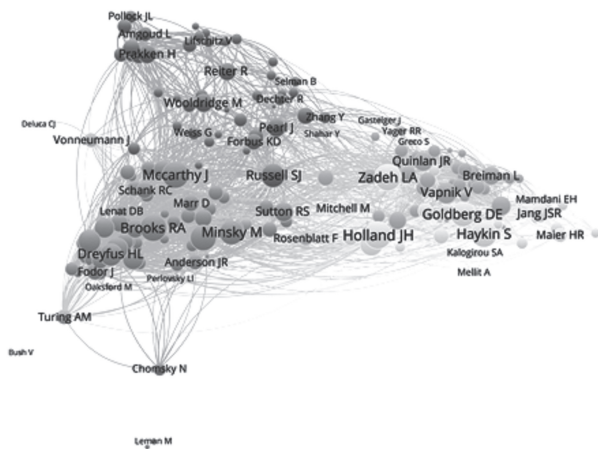 Pollock JL
Amgoud L
Lifschitz V
Prakken H
Reiter R
Selman B
Wooldridge M
Dechter R
Zhang Y
Gasteiger J
Deluca CJ
Weiss G
Pearl J
Shahar Y
Yager RR
Vonneumann J
Forbus KD
Greco S
Quinlan JR
Mccarthy J
Russell SJ
Zadeh LA
Breiman L
Schank RC
Vapnik V
Marr D
Mamdani EH
Lenat DB
Sutton RS
Mitchell M
Goldberg DE
Jang JSR
Brooks RA
Minsky M
Rosenblatt F
Holland JH
Haykin S
Maier HR
Dreyfus HL
Kalogirou SA
Anderson JR
Fodor J
Perlovsky LI
Mellit A
Oaksford M
Turing AM
Bush V
Chomsky N
Leman M